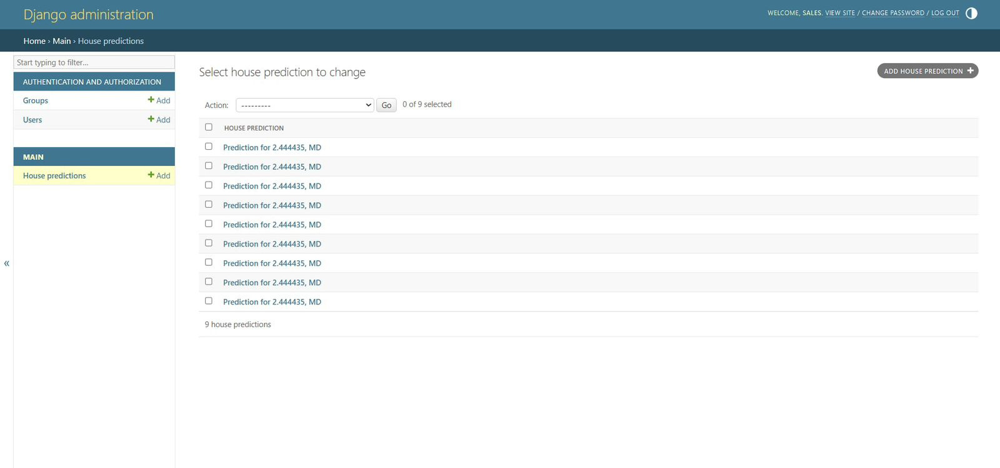 Django administration
WELCOME, SALES. VIEW SITE / CHANGE PASSWORD / LOG OUT
Home › Main › House predictions
Start typing to filter...
AUTHENTICATION AND AUTHORIZATION
Groups
+ Add
Users
+ Add
MAIN
House predictions
+ Add
«
Select house prediction to change
ADD HOUSE PREDICTION +
Action: --------- Go 0 of 9 selected
HOUSE PREDICTION
Prediction for 2.444435, MD
Prediction for 2.444435, MD
Prediction for 2.444435, MD
Prediction for 2.444435, MD
Prediction for 2.444435, MD
Prediction for 2.444435, MD
Prediction for 2.444435, MD
Prediction for 2.444435, MD
Prediction for 2.444435, MD
9 house predictions